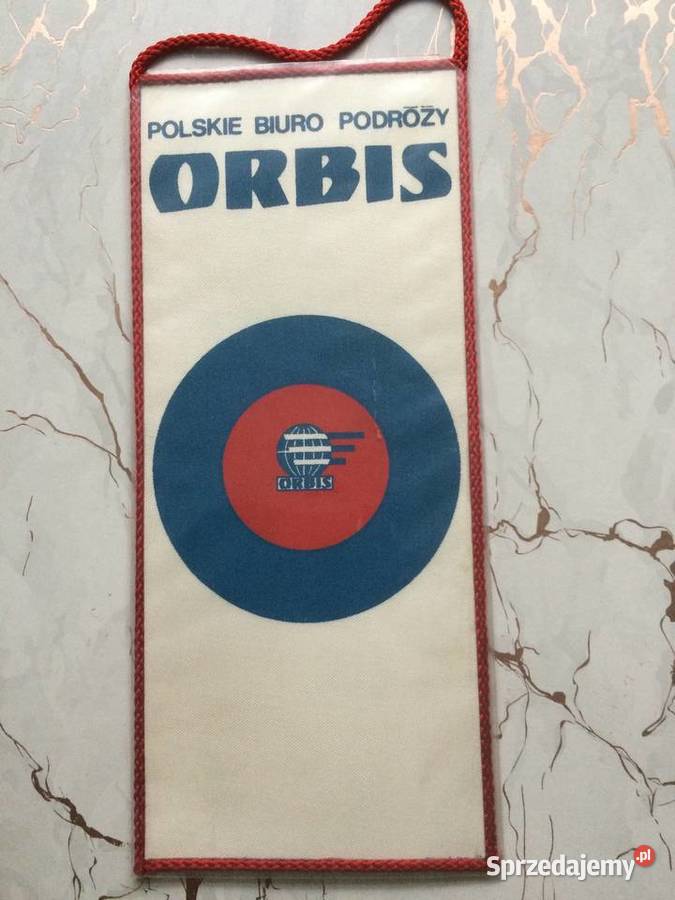 POLSKIE BIURO PODRÓŻY
ORBIS
ORBIS
Sprzedajemy.pl